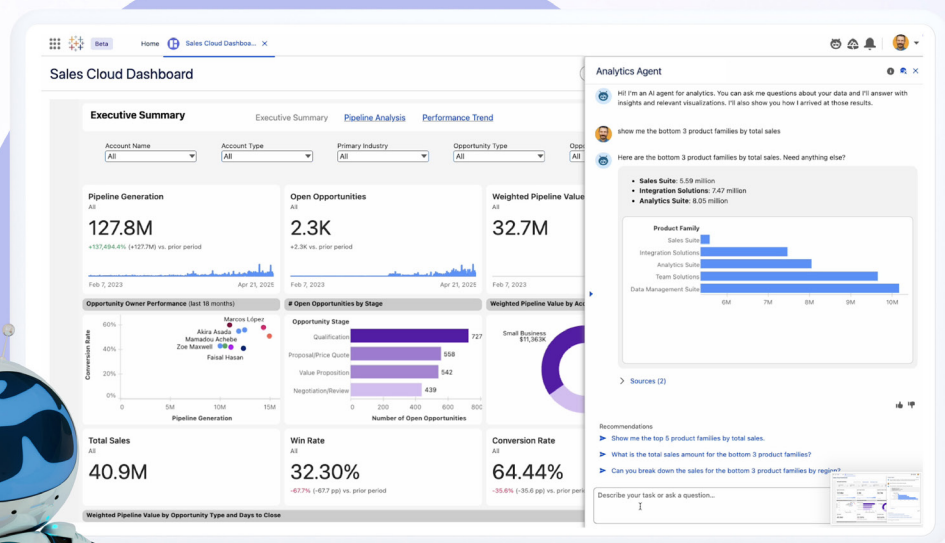 Beta
Home
Sales Cloud Dashboa... ×
Sales Cloud Dashboard
Executive Summary
Executive Summary
Pipeline Analysis
Performance Trend
Account Name
Account Type
Primary Industry
Opportunity Type
Opp
All
All
All
All
All
Pipeline Generation
All
127.8M
+137,494.4% (+127.7M) vs. prior period
Feb 7, 2023
Apr 21, 2025
Open Opportunities
All
2.3K
+2.3K vs. prior period
Feb 7, 2023
Apr 21, 2025
Weighted Pipeline Value
All
32.7M
Feb 7, 2023
Opportunity Owner Performance (last 18 months)
Conversion Rate
60%
40%
20%
0%
Marcos López
Akira Asada
Mamadou Achebe
Zoe Maxwell
Faisal Hasan
0
5M
10M
15M
Pipeline Generation
# Open Opportunities by Stage
Opportunity Stage
Qualification
727
Proposal/Price Quote
558
Value Proposition
542
Negotiation/Review
439
0
200
400
600
800
Number of Open Opportunities
Weighted Pipeline Value by Acc
Small Business
$11,363K
Total Sales
All
40.9M
Win Rate
All
32.30%
-67.7% (-67.7 pp) vs. prior period
Conversion Rate
All
64.44%
-35.6% (-35.6 pp) vs. prior peri
Weighted Pipeline Value by Opportunity Type and Days to Close
Analytics Agent
Hi! I'm an AI agent for analytics. You can ask me questions about your data and I'll answer with
insights and relevant visualizations. I'll also show you how I arrived at those results.
show me the bottom 3 product families by total sales
Here are the bottom 3 product families by total sales. Need anything else?
• Sales Suite: 5.59 million
• Integration Solutions: 7.47 million
• Analytics Suite: 8.05 million
Product Family
Sales Suite
Integration Solutions
Analytics Suite
Team Solutions
Data Management Suite
6M
7M
8M
9M
10M
Sources (2)
Recommendations
Show me the top 5 product families by total sales.
What is the total sales amount for the bottom 3 product families?
Can you break down the sales for the bottom 3 product families by region?
Describe your task or ask a question...